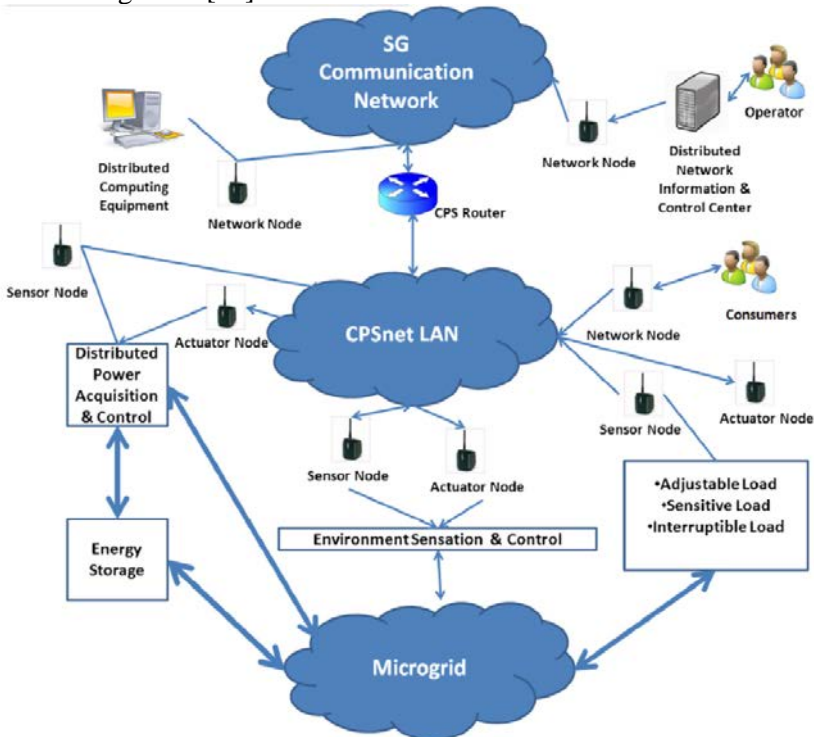 SG
Communication
Network
Operator
Distributed
Computing
Equipment
Network Node
Network Node
Distributed
Network
Information &
Control Center
CPS Router
Sensor Node
Actuator Node
CPSnet LAN
Network Node
Consumers
Distributed
Power
Acquisition
& Control
Sensor Node
Actuator Node
Sensor Node
Actuator Node
•Adjustable Load
•Sensitive Load
•Interruptible Load
Environment Sensation & Control
Energy
Storage
Microgrid